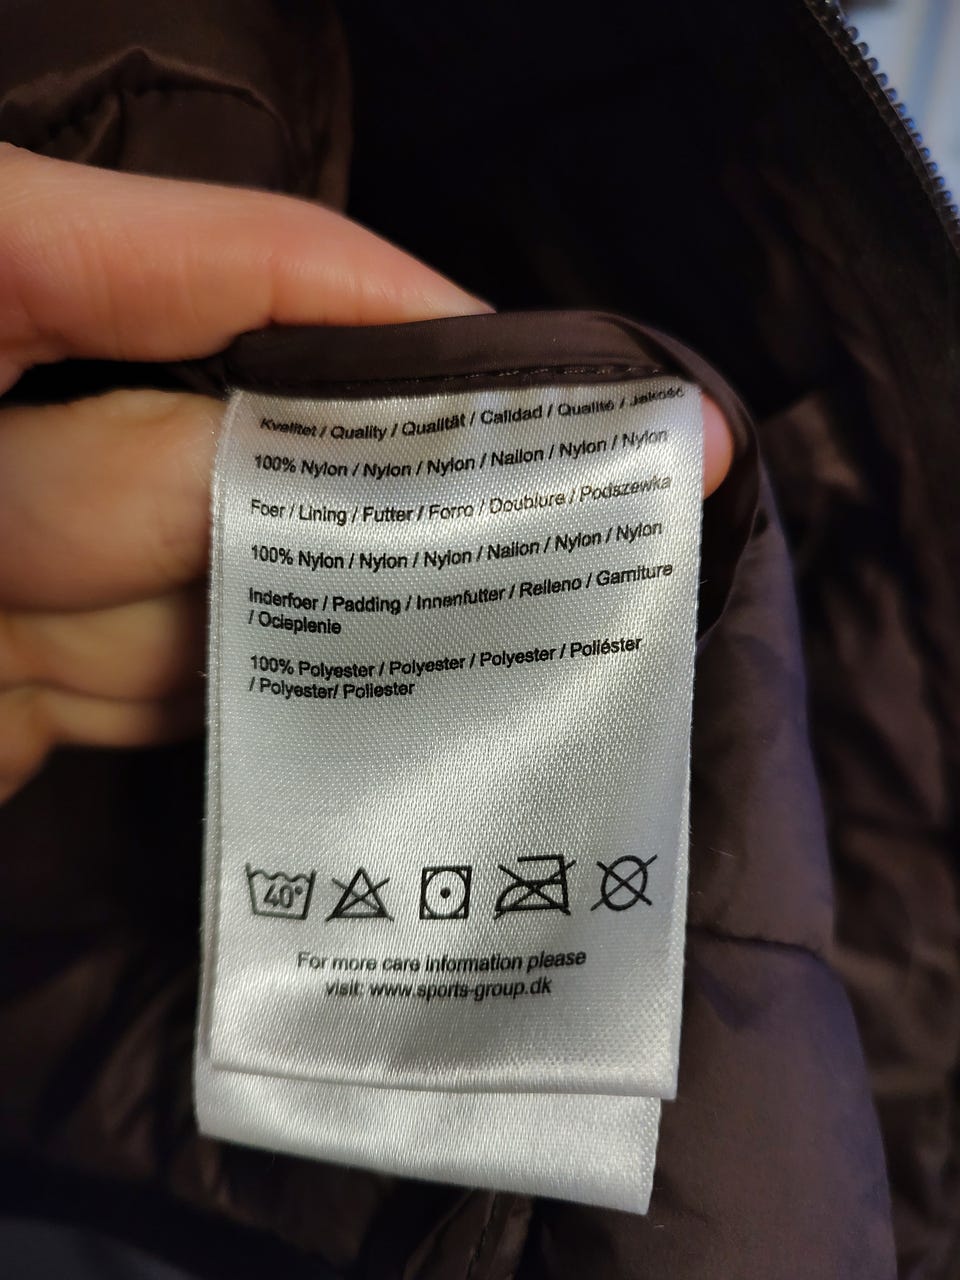 Kvalitet / Quality / Qualität / Calidad / Qualité / Jakość
100% Nylon / Nylon / Nylon / Nailon / Nylon / Nylon
Foer / Lining / Futter / Forro / Doublure / Podszewka
100% Nylon / Nylon / Nylon / Nailon / Nylon / Nylon
Inderfoer / Padding / Innenfutter / Relleno / Garniture
/ Ocieplenie
100% Polyester / Polyester / Polyester / Poliéster
/ Polyester/ Poliester
40°
For more care information please
visit: www.sports-group.dk